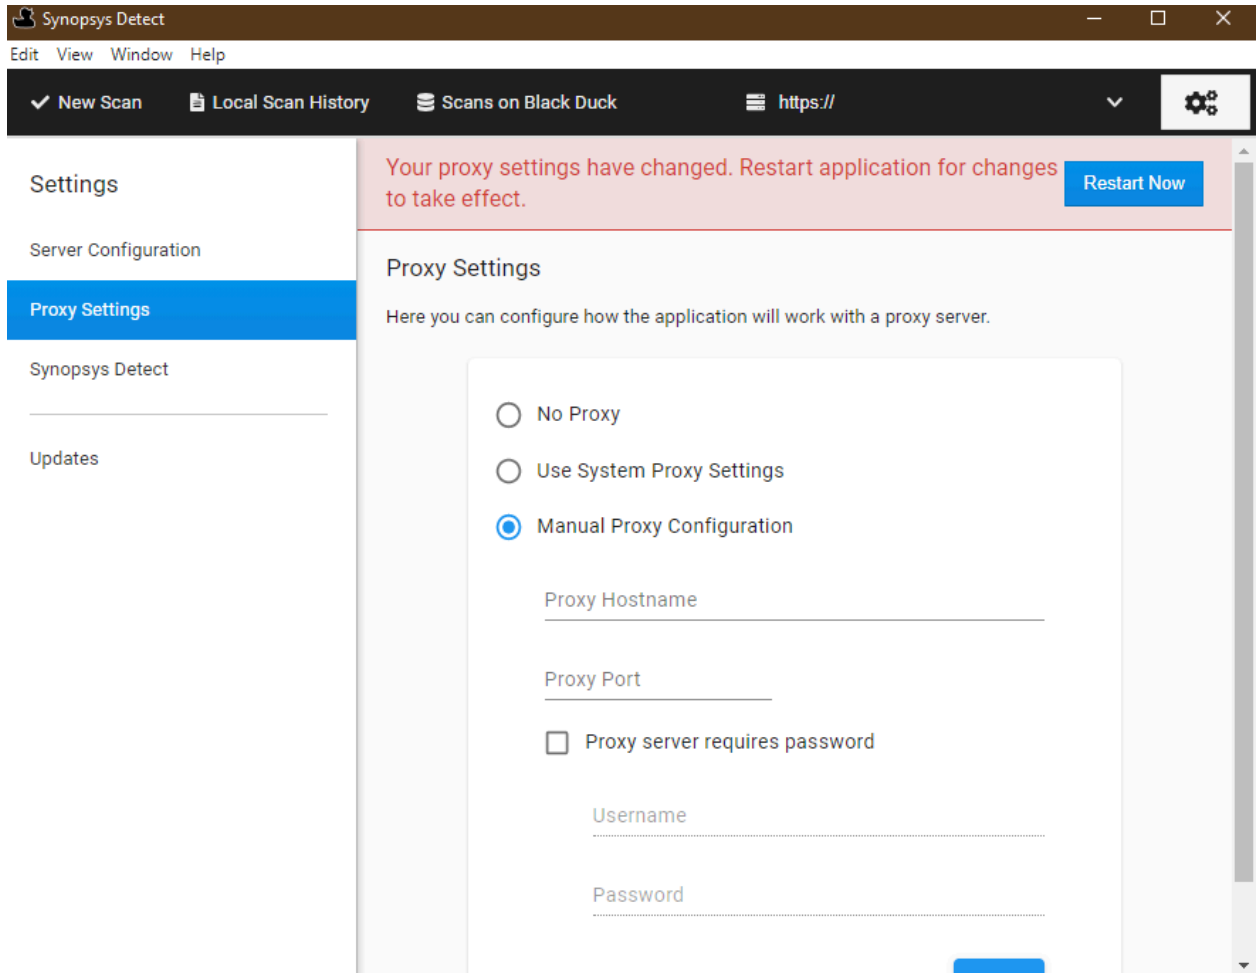 Synopsys Detect
Edit View Window Help
New Scan Local Scan History Scans on Black Duck https://
Settings
Server Configuration
Proxy Settings
Synopsys Detect
Updates
Your proxy settings have changed. Restart application for changes
to take effect.
Restart Now
Proxy Settings
Here you can configure how the application will work with a proxy server.
No Proxy
Use System Proxy Settings
Manual Proxy Configuration
Proxy Hostname
Proxy Port
Proxy server requires password
Username
Password